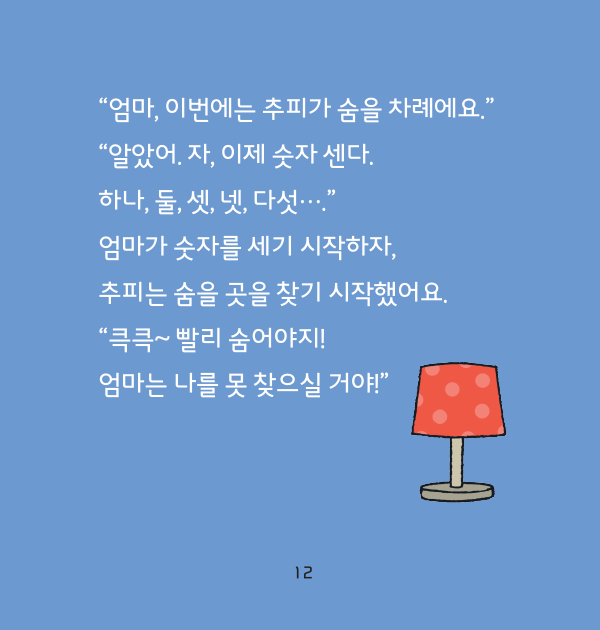 “엄마, 이번에는 추피가 숨을 차례에요.”
“알았어. 자, 이제 숫자 센다.
하나, 둘, 셋, 넷, 다섯⋯.”
엄마가 숫자를 세기 시작하자,
추피는 숨을 곳을 찾기 시작했어요.
“큭큭~ 빨리 숨어야지!
엄마는 나를 못 찾으실 거야!”
12